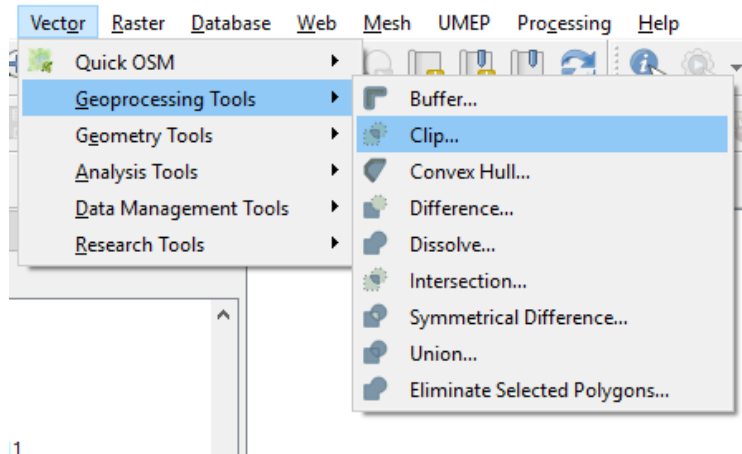 Vector Raster Database Web Mesh UMEP Processing Help
Quick OSM
Geoprocessing Tools
Geometry Tools
Analysis Tools
Data Management Tools
Research Tools
Buffer...
Clip...
Convex Hull...
Difference...
Dissolve...
Intersection...
Symmetrical Difference...
Union...
Eliminate Selected Polygons...
1